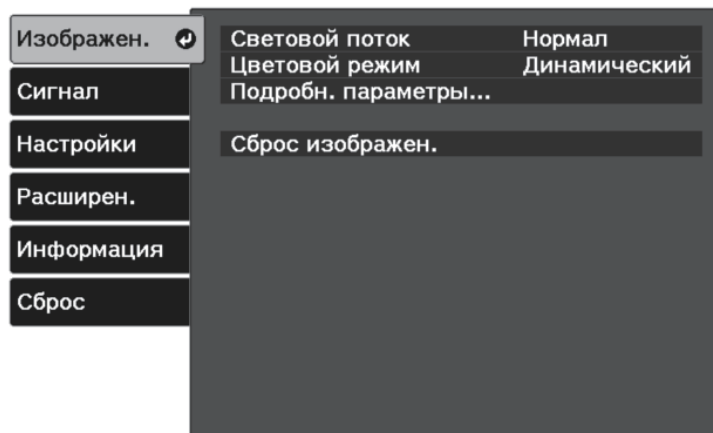 Изображен.
Световой поток Нормал
Цветовой режим Динамический
Сигнал
Подробн. параметры...
Настройки
Сброс изображен.
Расширен.
Информация
Сброс